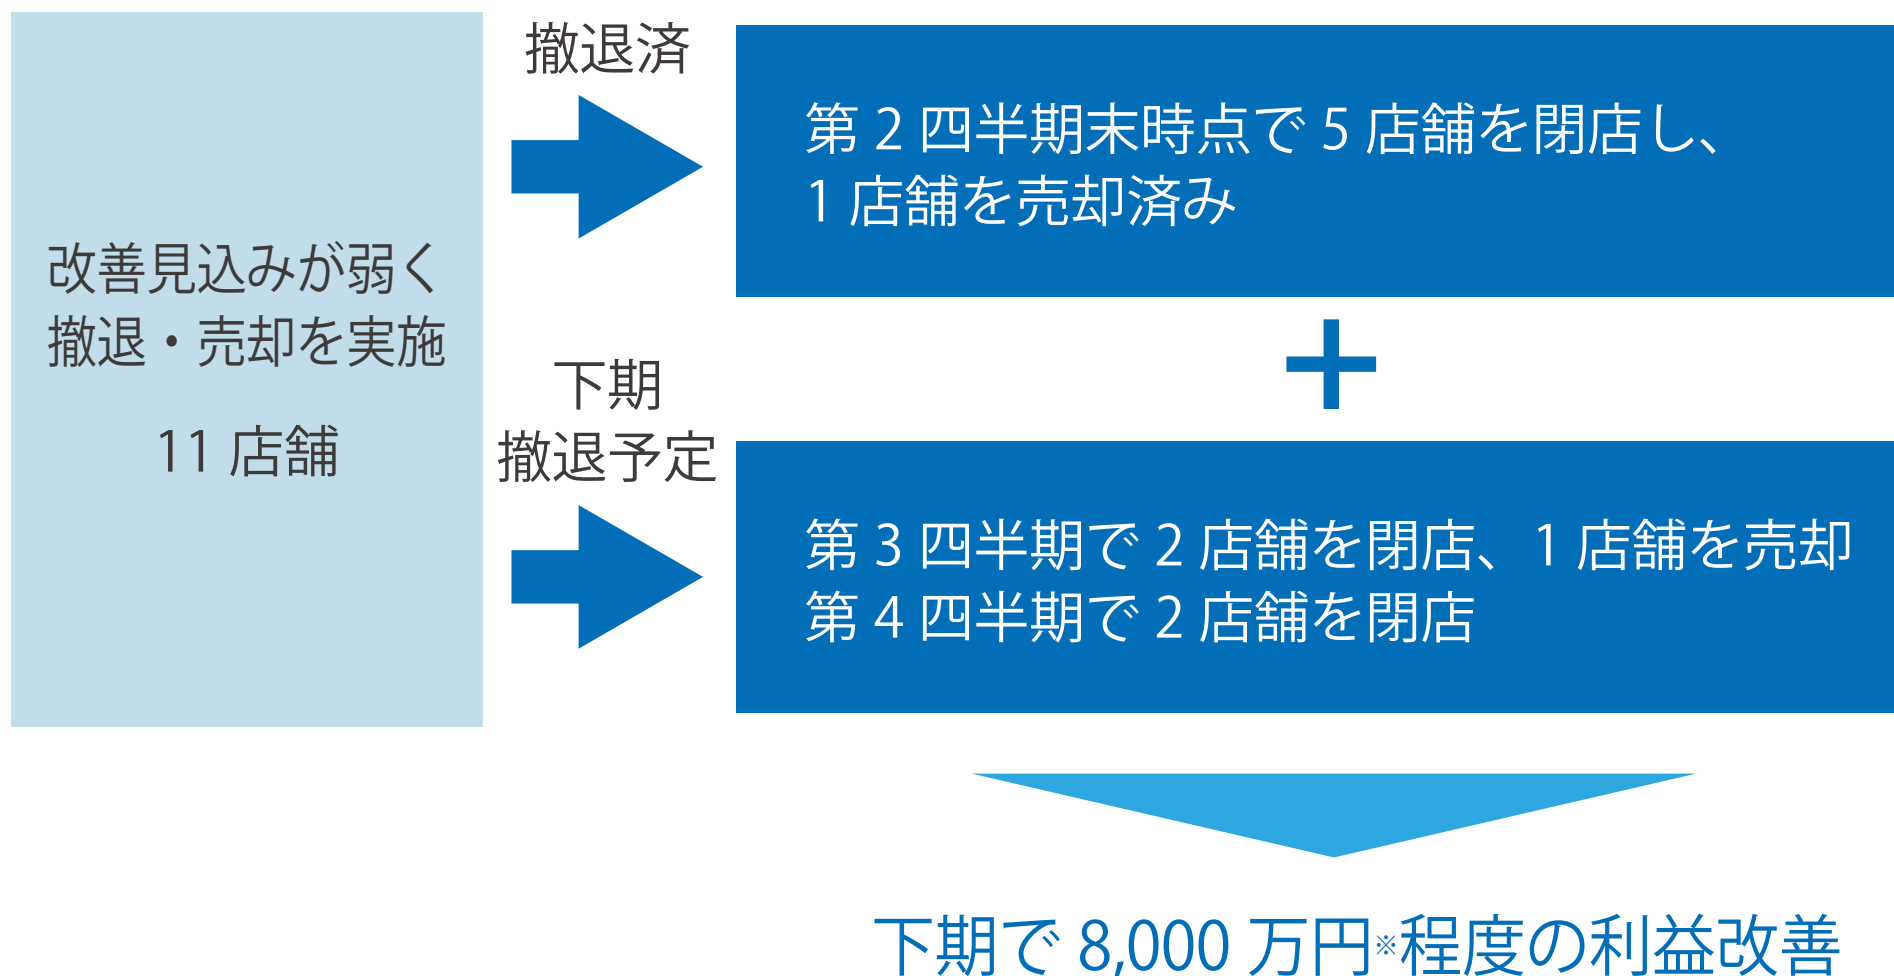 改善見込みが弱く
撤退・売却を実施
11 店舗
撤退済
第 2 四半期末時点で 5 店舗を閉店し、
1 店舗を売却済み
+
下期
撤退予定
第 3 四半期で 2 店舗を閉店、1 店舗を売却
第 4 四半期で 2 店舗を閉店
下期で 8,000 万円※程度の利益改善